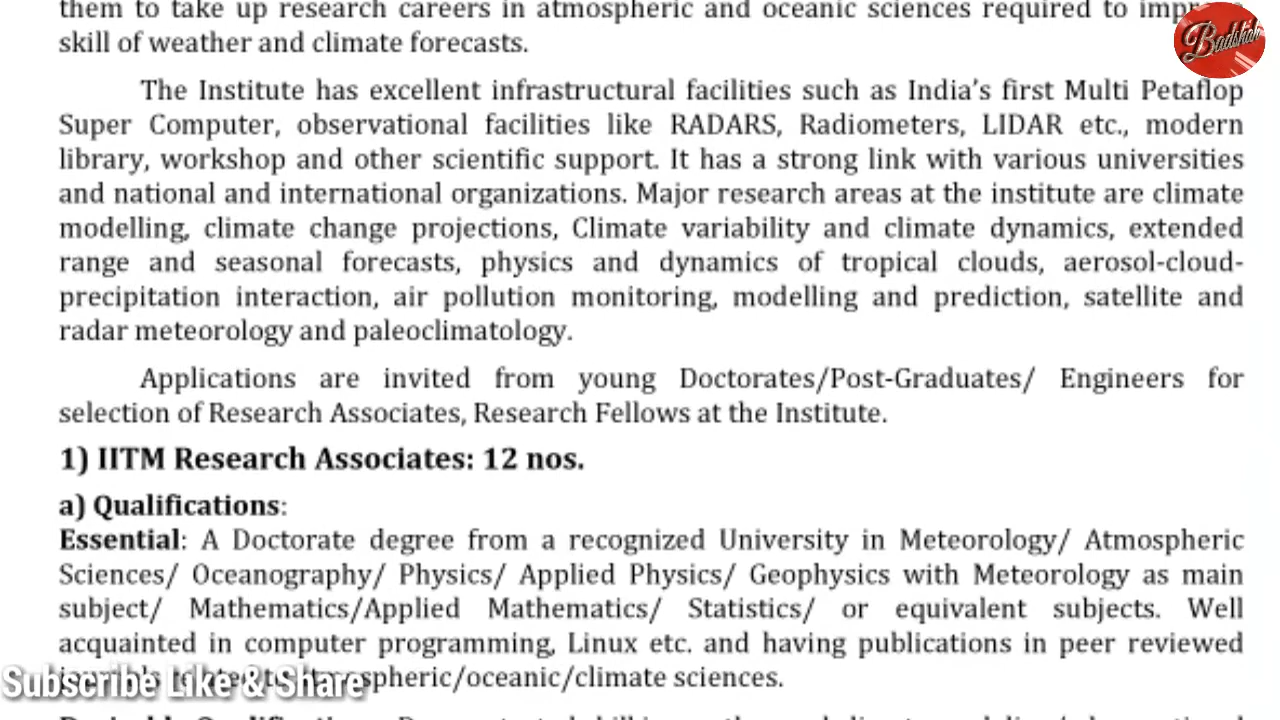 them to take up research careers in atmospheric and oceanic sciences required to
skill of weather and climate forecasts.
Badshah
The Institute has excellent infrastructural facilities such as India's first Multi Petaflop
Super Computer, observational facilities like RADARS, Radiometers, LIDAR etc., modern
library, workshop and other scientific support. It has a strong link with various universities
and national and international organizations. Major research areas at the institute are climate
modelling, climate change projections, Climate variability and climate dynamics, extended
range and seasonal forecasts, physics and dynamics of tropical clouds, aerosol-cloud-
precipitation interaction, air pollution monitoring, modelling and prediction, satellite and
radar meteorology and paleoclimatology.
Applications are invited from young Doctorates/Post-Graduates/ Engineers for
selection of Research Associates, Research Fellows at the Institute.
1) IITM Research Associates: 12 nos.
a) Qualifications:
Essential: A Doctorate degree from a recognized University in Meteorology/ Atmospheric
Sciences/ Oceanography/ Physics/ Applied Physics/ Geophysics with Meteorology as main
subject/ Mathematics/Applied Mathematics/ Statistics/ or equivalent subjects. Well
acquainted in computer programming, Linux etc. and having publications in peer reviewed
spheric/oceanic/climate sciences.
Subscribe Like & Share